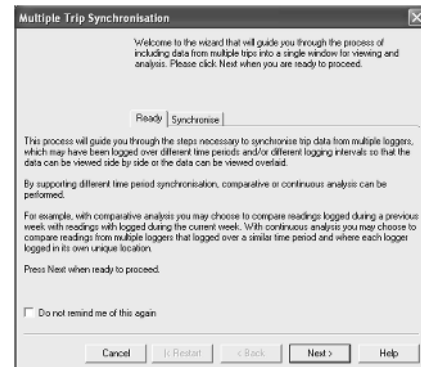 Multiple Trip Synchronisation
Welcome to the wizard that will guide you through the process of
including data from multiple trips into a single window for viewing and
analysis. Please click Next when you are ready to proceed.
Ready Synchronise
This process will guide you through the steps necessary to synchronise trip data from multiple loggers,
which may have been logged over different time periods and/or different logging intervals so that the
data can be viewed side by side or the data can be viewed overlaid.
By supporting different time period synchronisation, comparative or continuous analysis can be
performed.
For example, with comparative analysis you may choose to compare readings logged during a previous
week with readings with logged during the current week. With continuous analysis you may choose to
compare readings from multiple loggers that logged over a similar time period and where each logger
logged in its own unique location.
Press Next when ready to proceed.
Do not remind me of this again
Cancel |< Restart < Back Next > Help